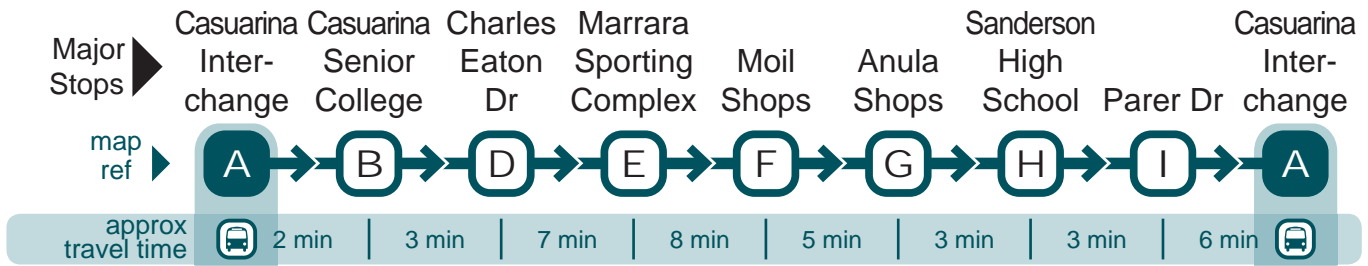 Major
Stops
Casuarina
Inter-
change
Casuarina
Senior
College
Charles
Eaton
Dr
Marrara
Sporting
Complex
Moil
Shops
Anula
Shops
Sanderson
High
School
Parer Dr
Casuarina
Inter-
change
map
ref
A
B
D
E
F
G
H
I
A
approx
travel time
2 min
3 min
7 min
8 min
5 min
3 min
3 min
6 min